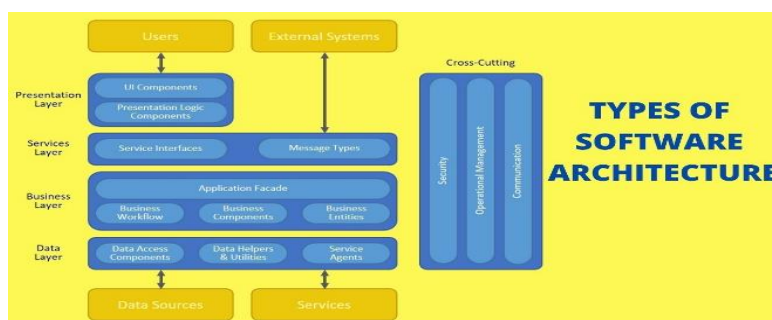 Users
External Systems
Cross-Cutting
Presentation
Layer
UI Components
Presentation Logic
Components
Services
Layer
Service Interfaces
Message Types
Business
Layer
Application Facade
Business
Workflow
Business
Components
Business
Entities
Data
Layer
Data Access
Components
Data Helpers
& Utilities
Service
Agents
Data Sources
Services
Security
Operational Management
Communication
TYPES OF
SOFTWARE
ARCHITECTURE